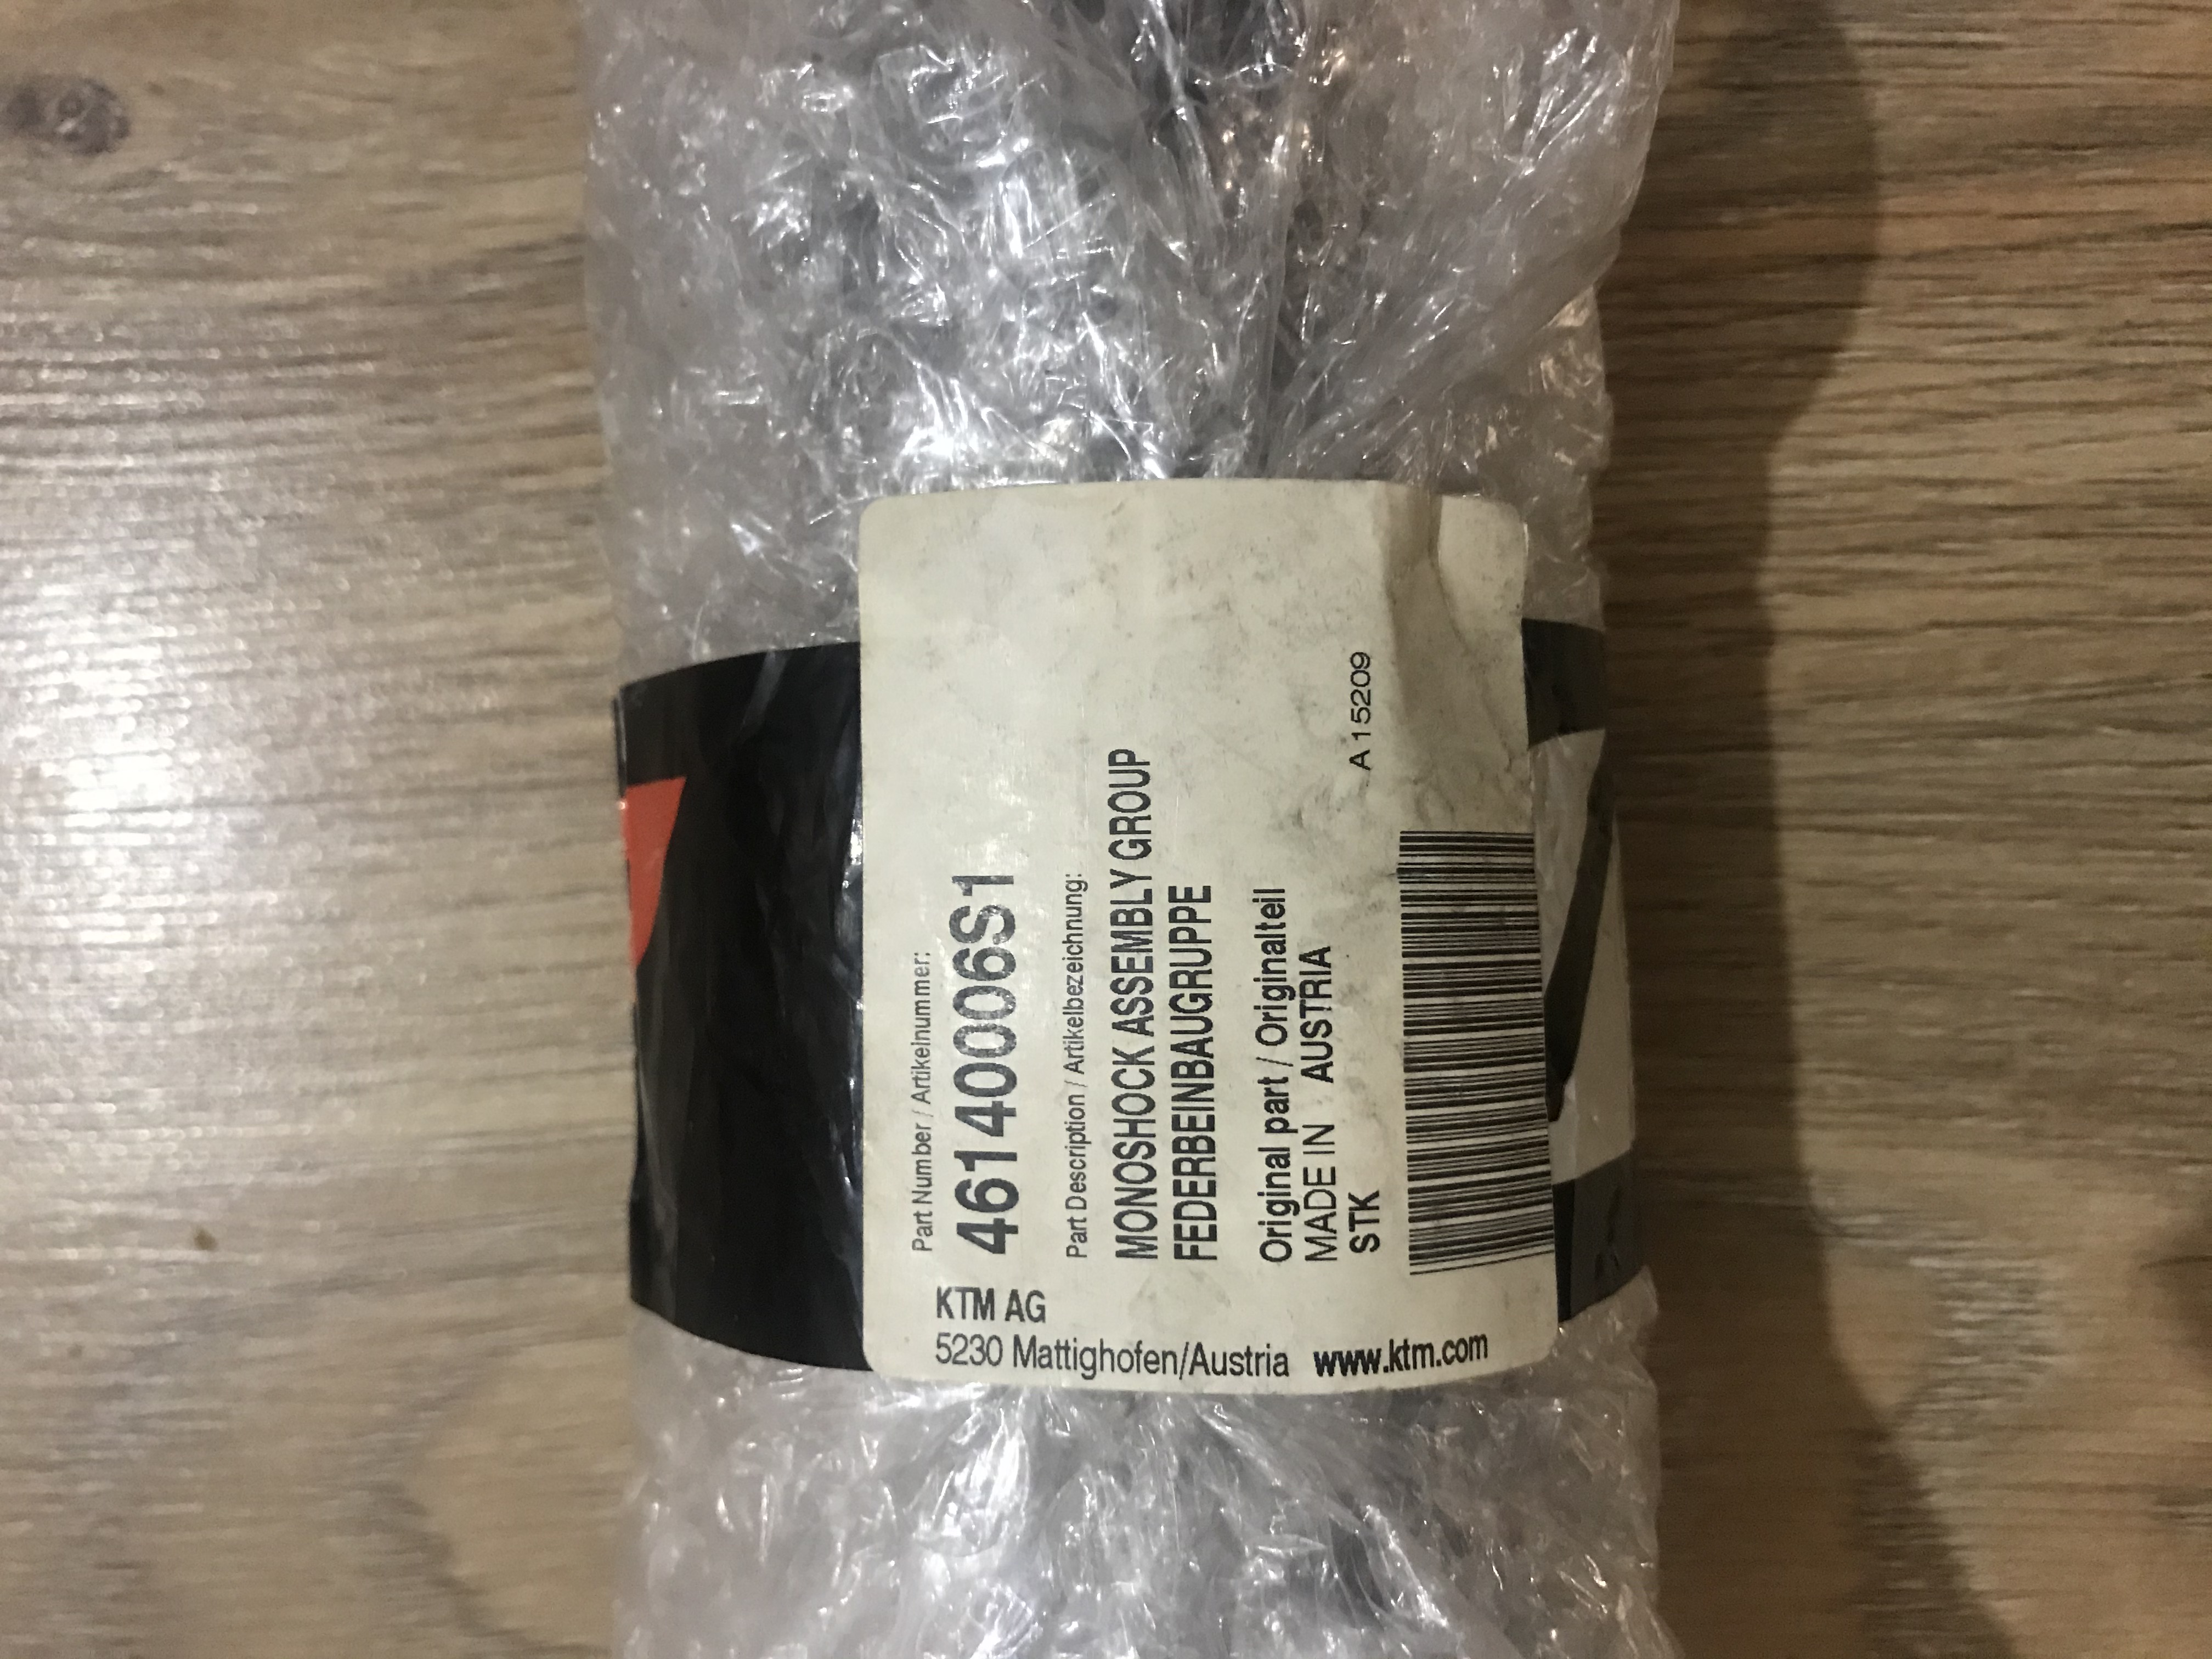 Part Number / Artikelnummer:
46140006S1
Part Description / Artikelbezeichnung:
MONOSHOCK ASSEMBLY GROUP
FEDERBEINBAUGRUPPE
Original part / Originalteil
MADE IN AUSTRIA
STK A15209
KTM AG
5230 Mattighofen/Austria www.ktm.com